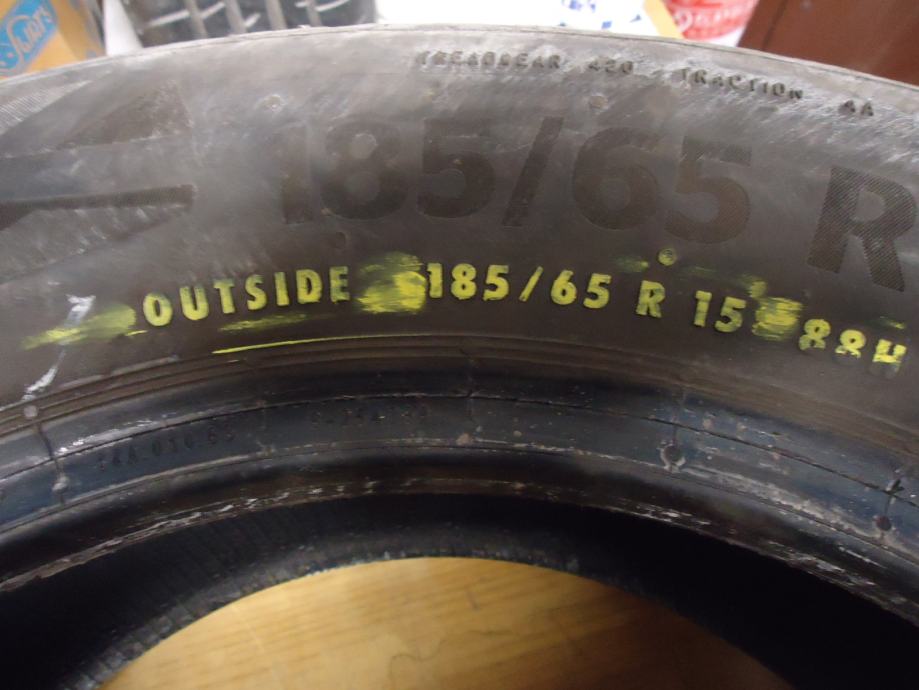 TREADWEAR 420 TRACTION AA
185/65 R
OUTSIDE 185/65 R 15 88H